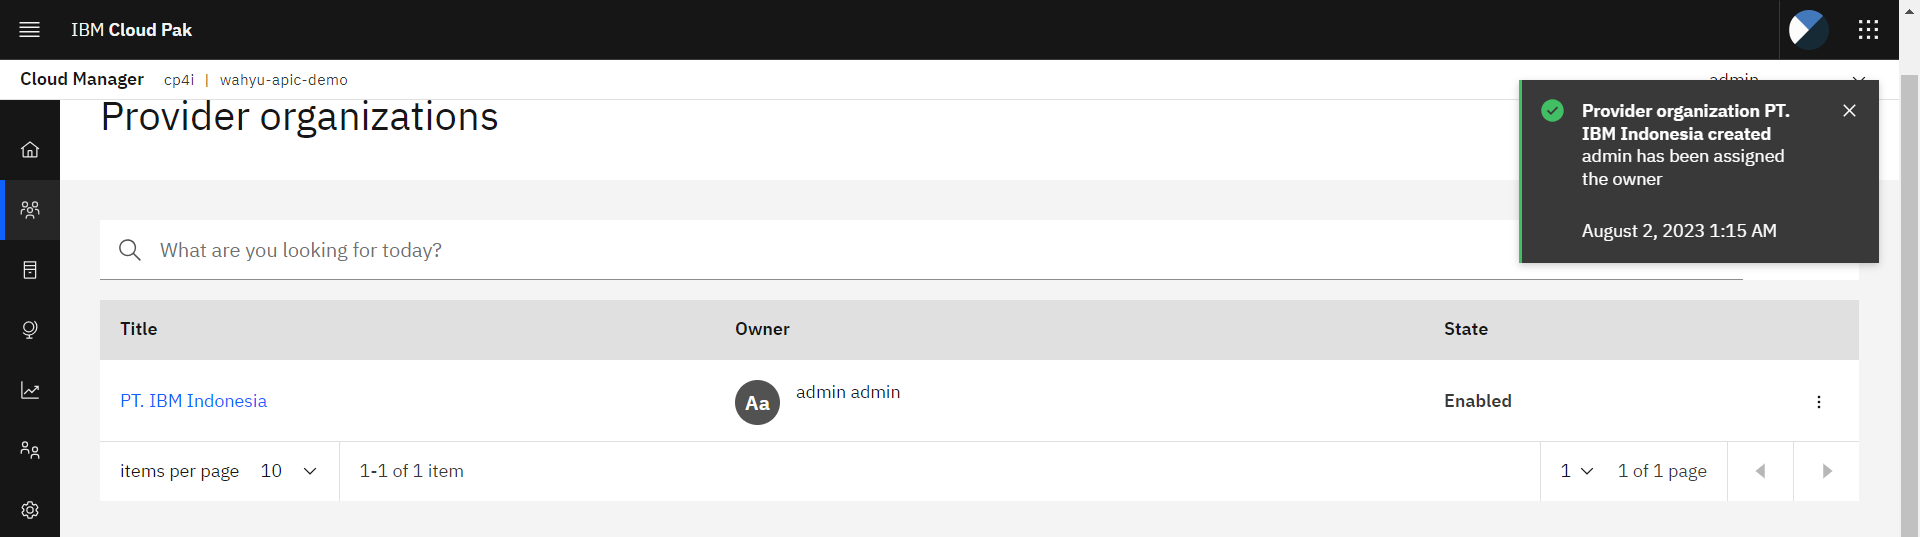 IBM Cloud Pak
Cloud Manager cp4i | wahyu-apic-demo
admin
Provider organizations
Provider organization PT.
IBM Indonesia created
admin has been assigned
the owner
August 2, 2023 1:15 AM
What are you looking for today?
Title Owner State
PT. IBM Indonesia Aa admin admin Enabled
items per page 10 1-1 of 1 item 1 1 of 1 page